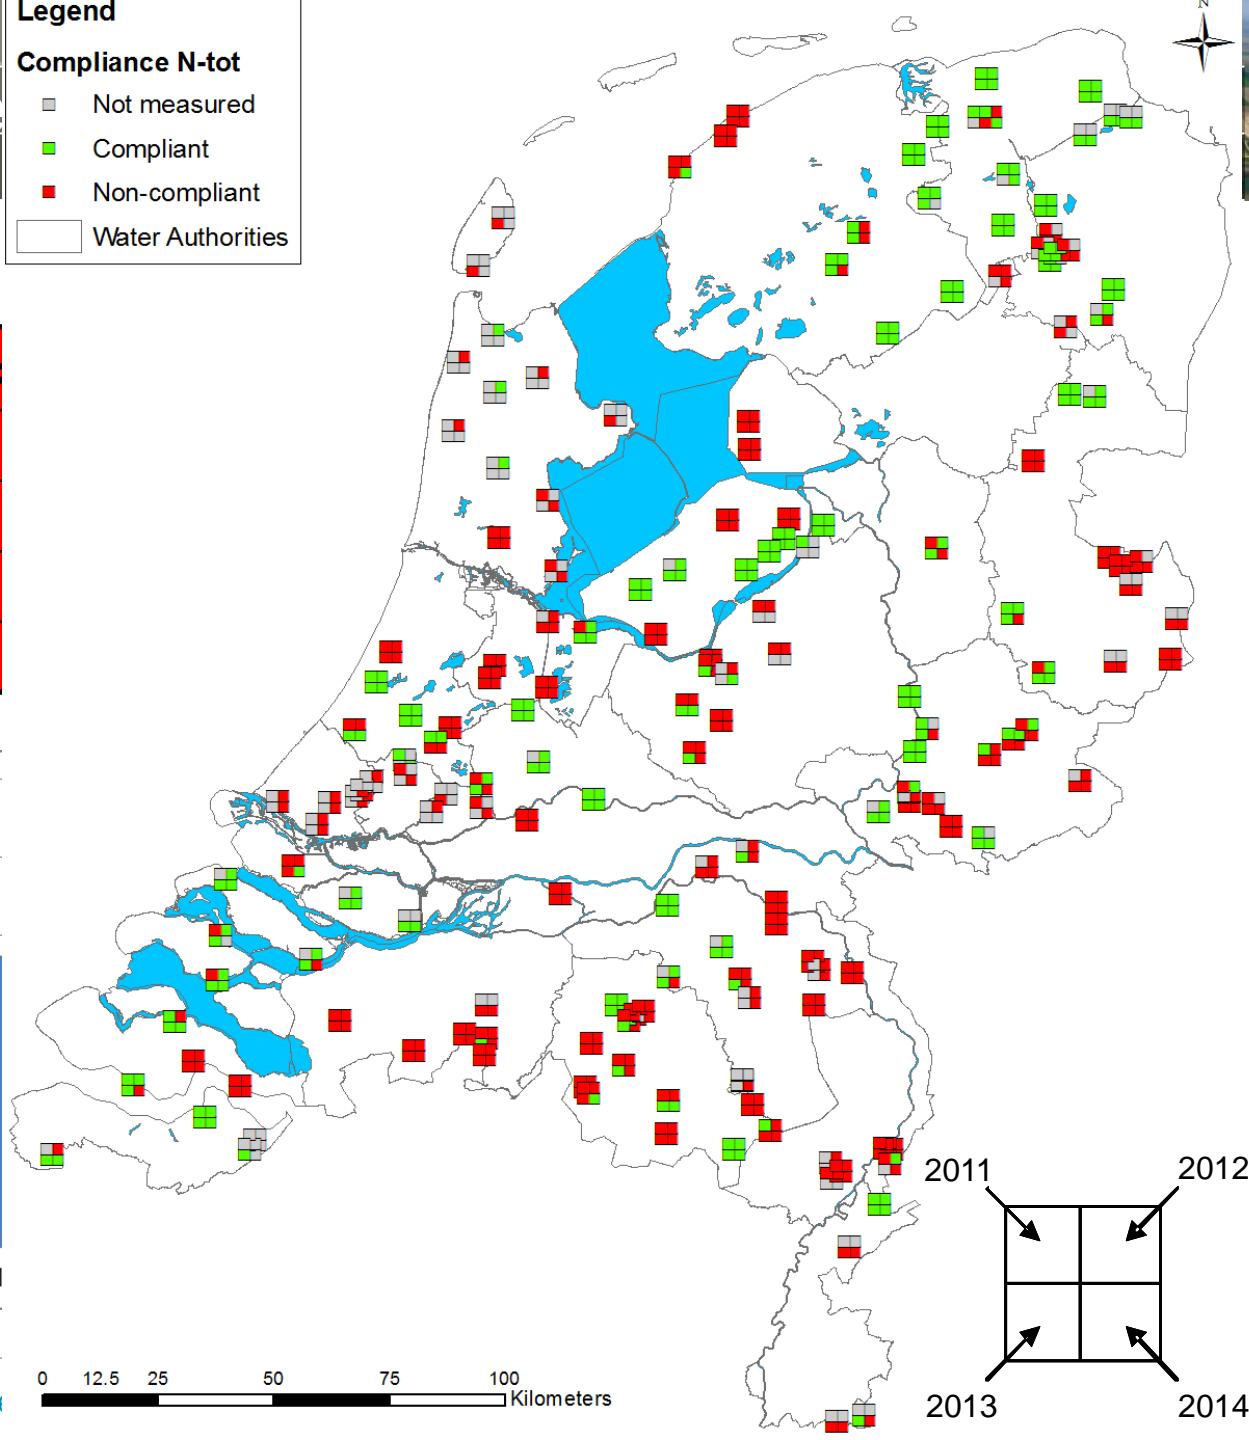 Legend
Compliance N-tot
Not measured
Compliant
Non-compliant
Water Authorities
N
2011
2012
2013
2014
0 12.5 25 50 75 100
Kilometers